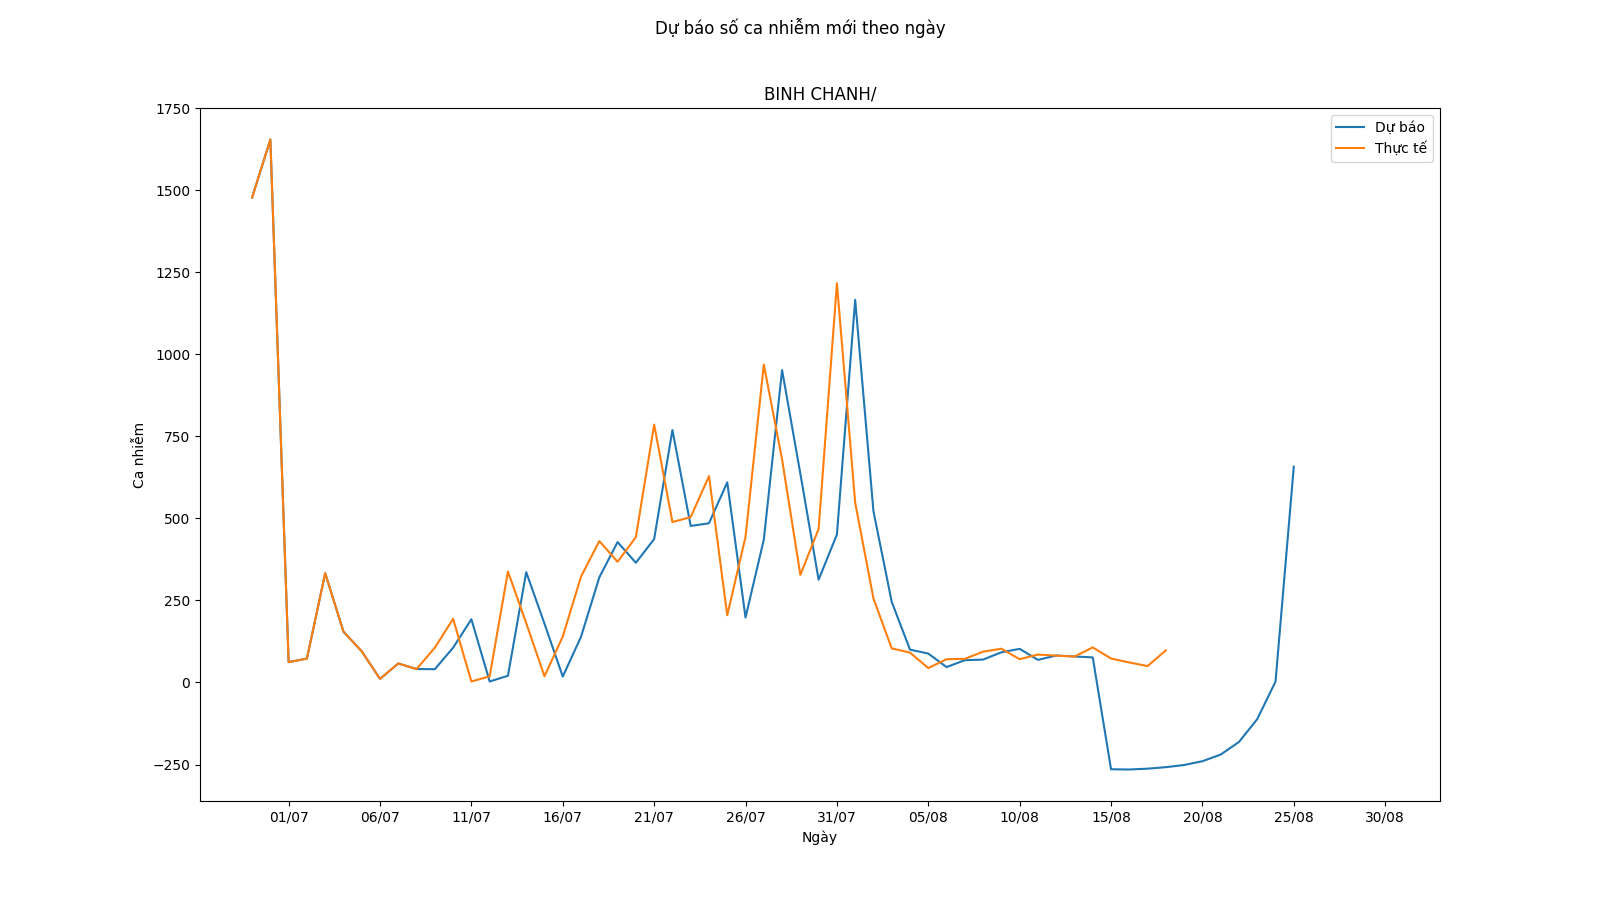 Dự báo số ca nhiễm mới theo ngày
BINH CHANH/
Dự báo
Thực tế
Ca nhiễm
1750
1500
1250
1000
750
500
250
0
−250
01/07 06/07 11/07 16/07 21/07 26/07 31/07 05/08 10/08 15/08 20/08 25/08 30/08
Ngày